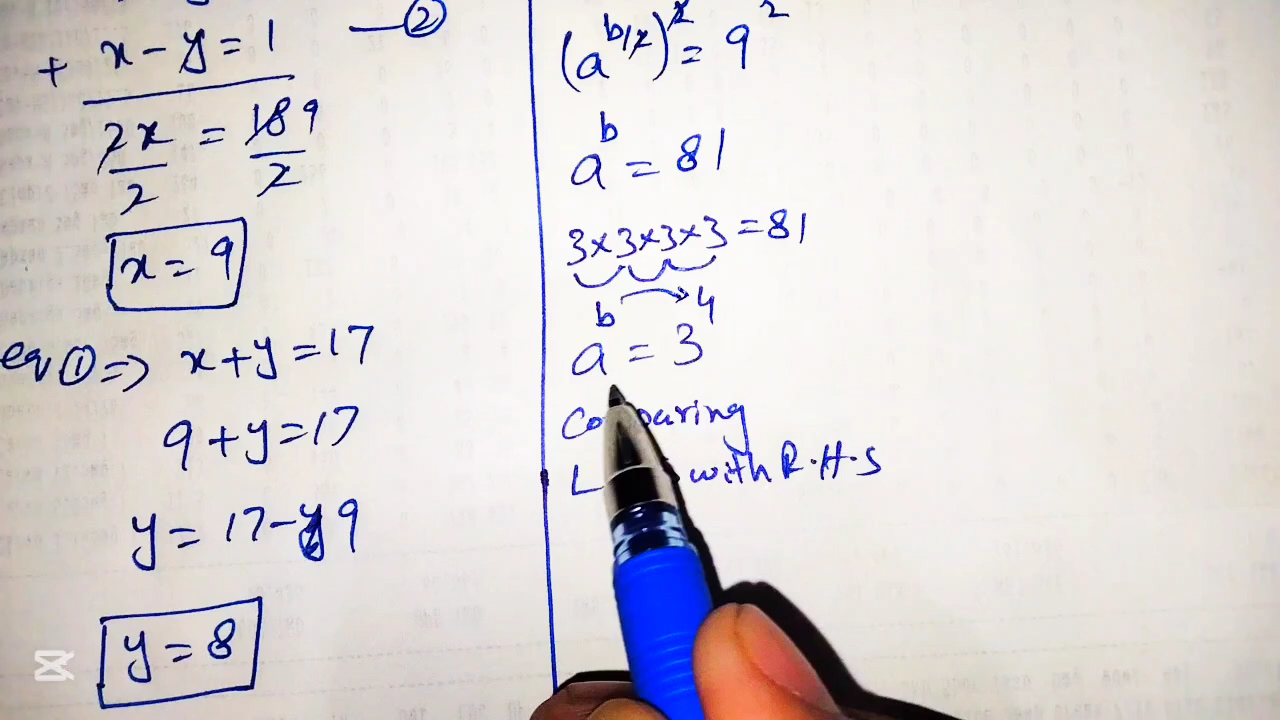 x - y = 1 —②
+
2x/2 = 18 9/2
x = 9
eq ① => x + y = 17
9 + y = 17
y = 17 - 9
y = 8
(a^b/2)^2 = 9^2
a^b = 81
3×3×3×3 = 81
a^b = 3^4
Comparing
L with R.H.S